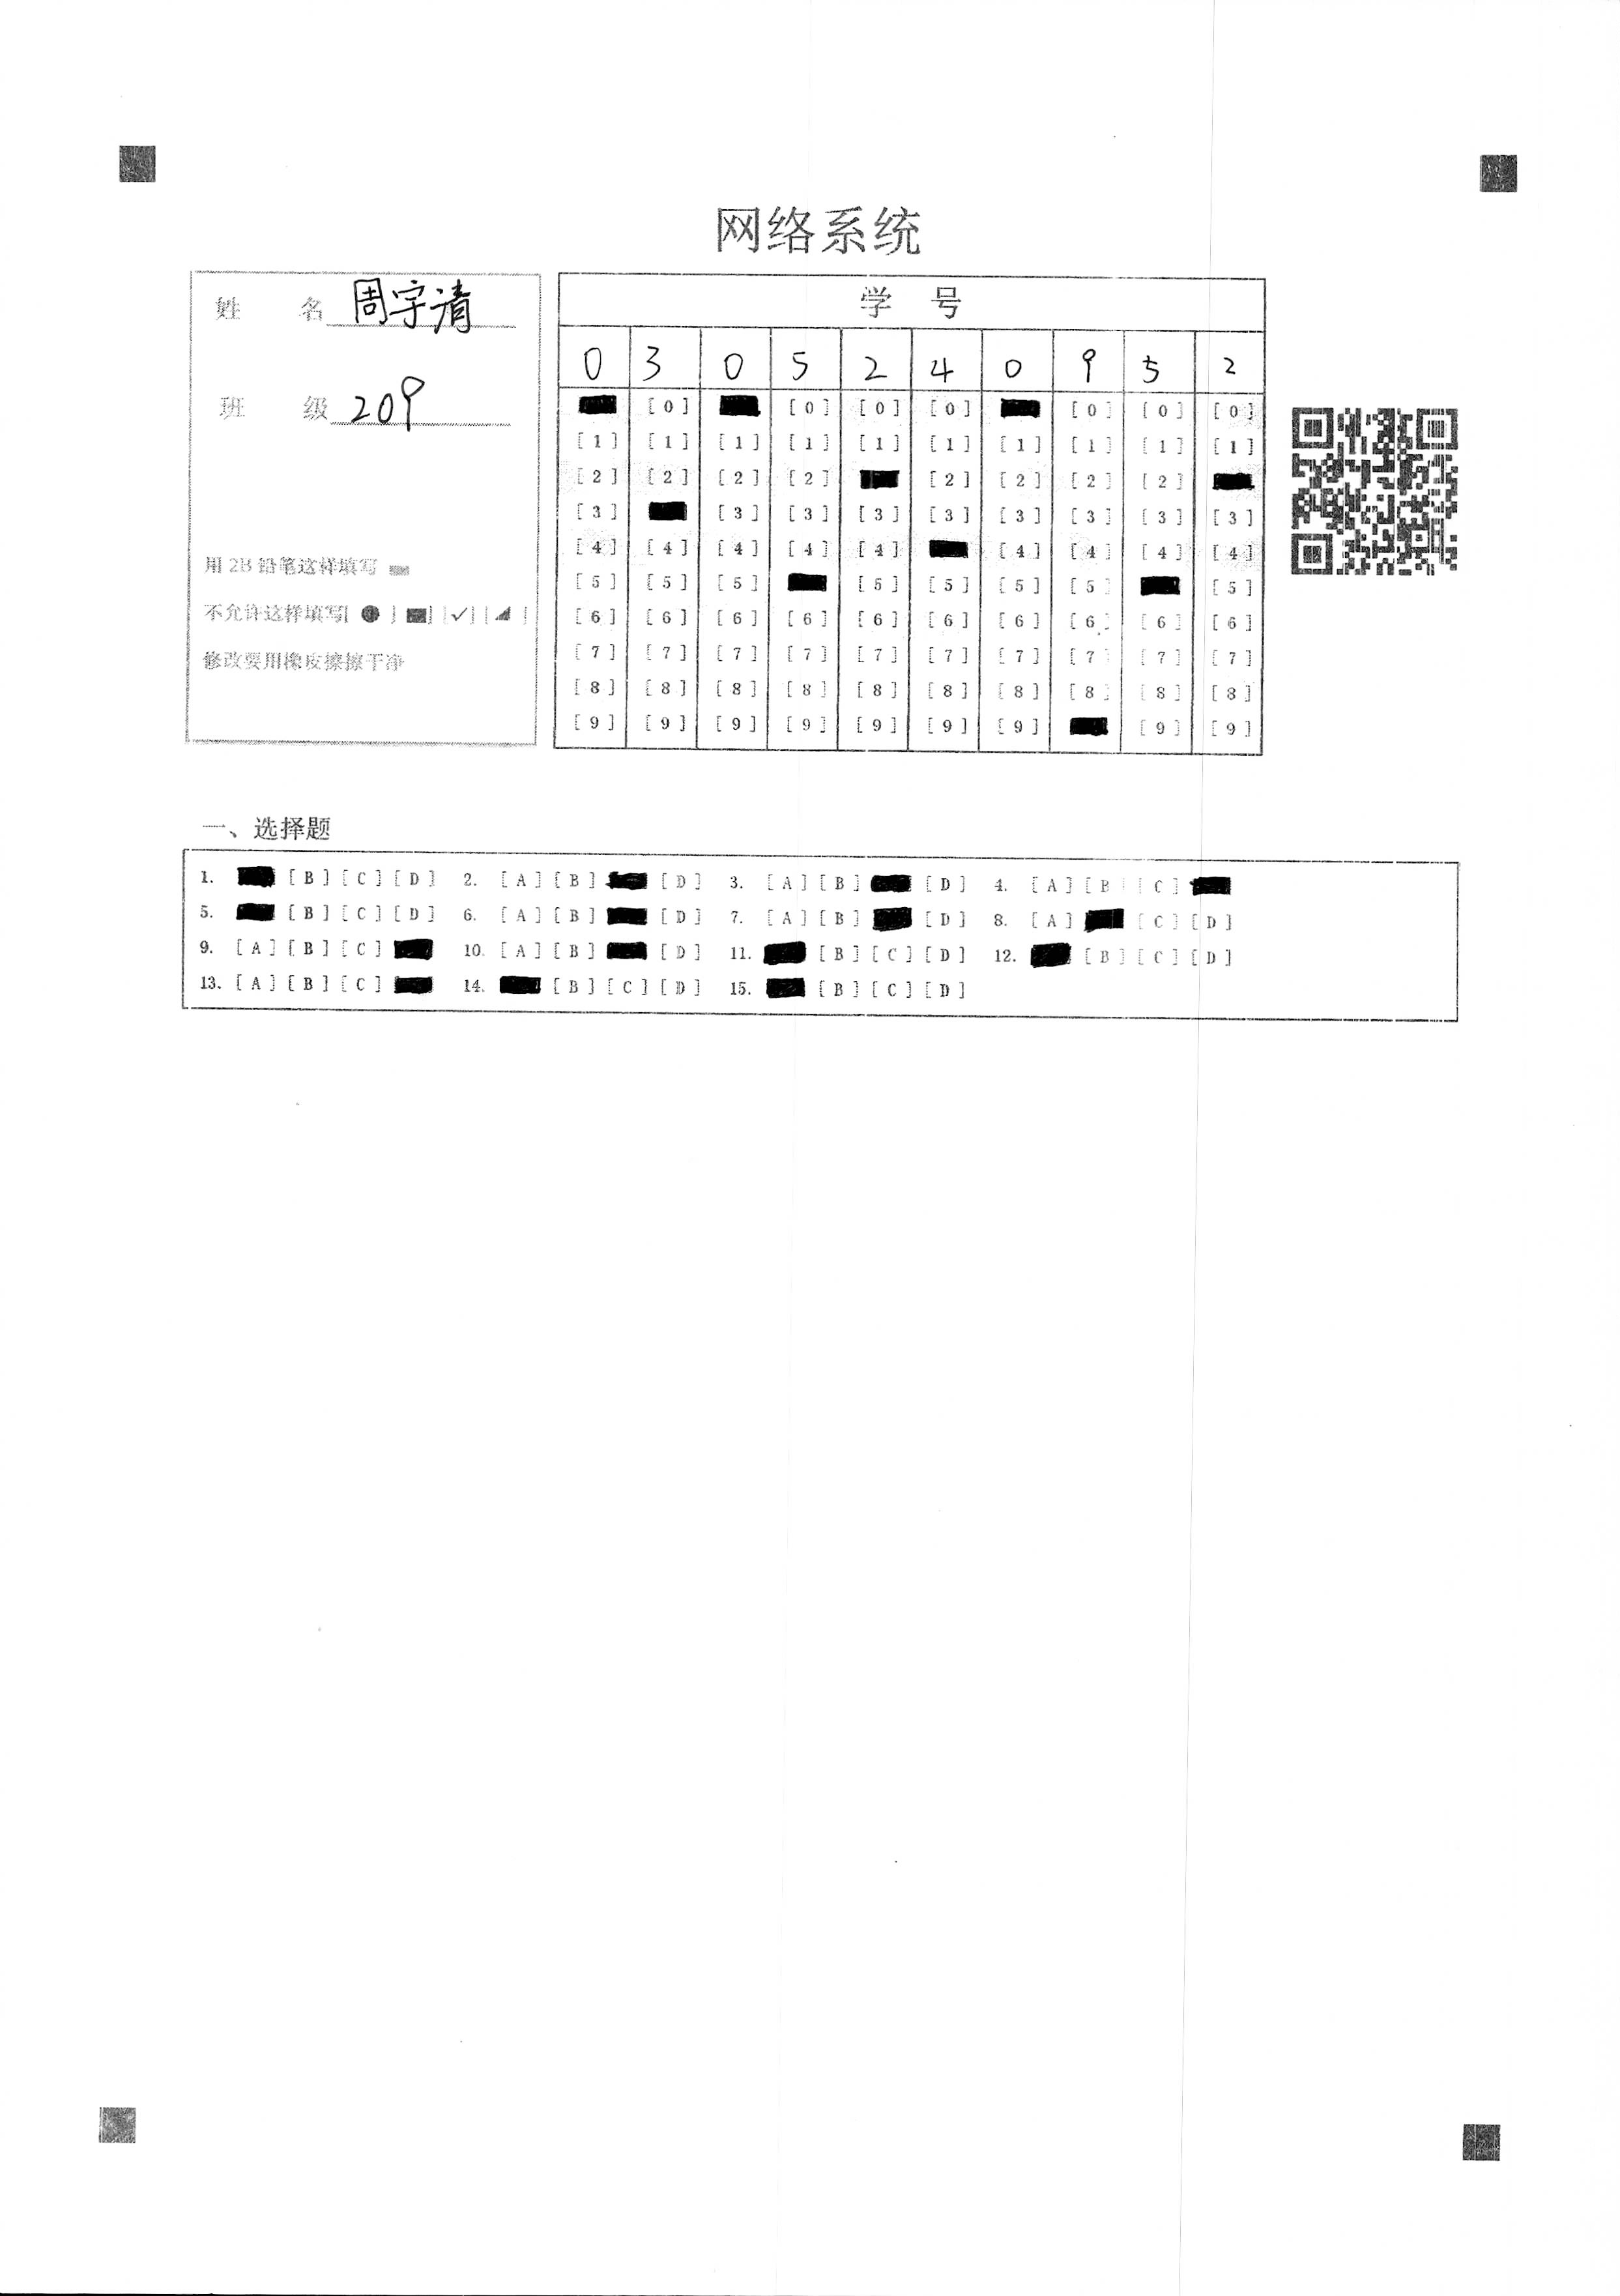 网络系统
姓 名 周宇清
班 级 209
用 2B 铅笔这样填写
不允许这样填写[ ● ] [■] [✓] [◢ ]
修改要用橡皮擦擦干净
学 号
0 3 0 5 2 4 0 9 5 2
[0] [0] [0] [0] [0] [0] [0]
[1] [1] [1] [1] [1] [1] [1] [1] [1] [1]
[2] [2] [2] [2] [2] [2] [2] [2]
[3] [3] [3] [3] [3] [3] [3] [3] [3]
[4] [4] [4] [4] [4] [4] [4] [4] [4]
[5] [5] [5] [5] [5] [5] [5] [5]
[6] [6] [6] [6] [6] [6] [6] [6] [6] [6]
[7] [7] [7] [7] [7] [7] [7] [7] [7] [7]
[8] [8] [8] [8] [8] [8] [8] [8] [8] [8]
[9] [9] [9] [9] [9] [9] [9] [9] [9]
一、选择题
1. [B] [C] [D] 2. [A] [B] [D] 3. [A] [B] [D] 4. [A] [B] [C]
5. [B] [C] [D] 6. [A] [B] [D] 7. [A] [B] [D] 8. [A] [C] [D]
9. [A] [B] [C] 10. [A] [B] [D] 11. [B] [C] [D] 12. [B] [C] [D]
13. [A] [B] [C] 14. [B] [C] [D] 15. [B] [C] [D]